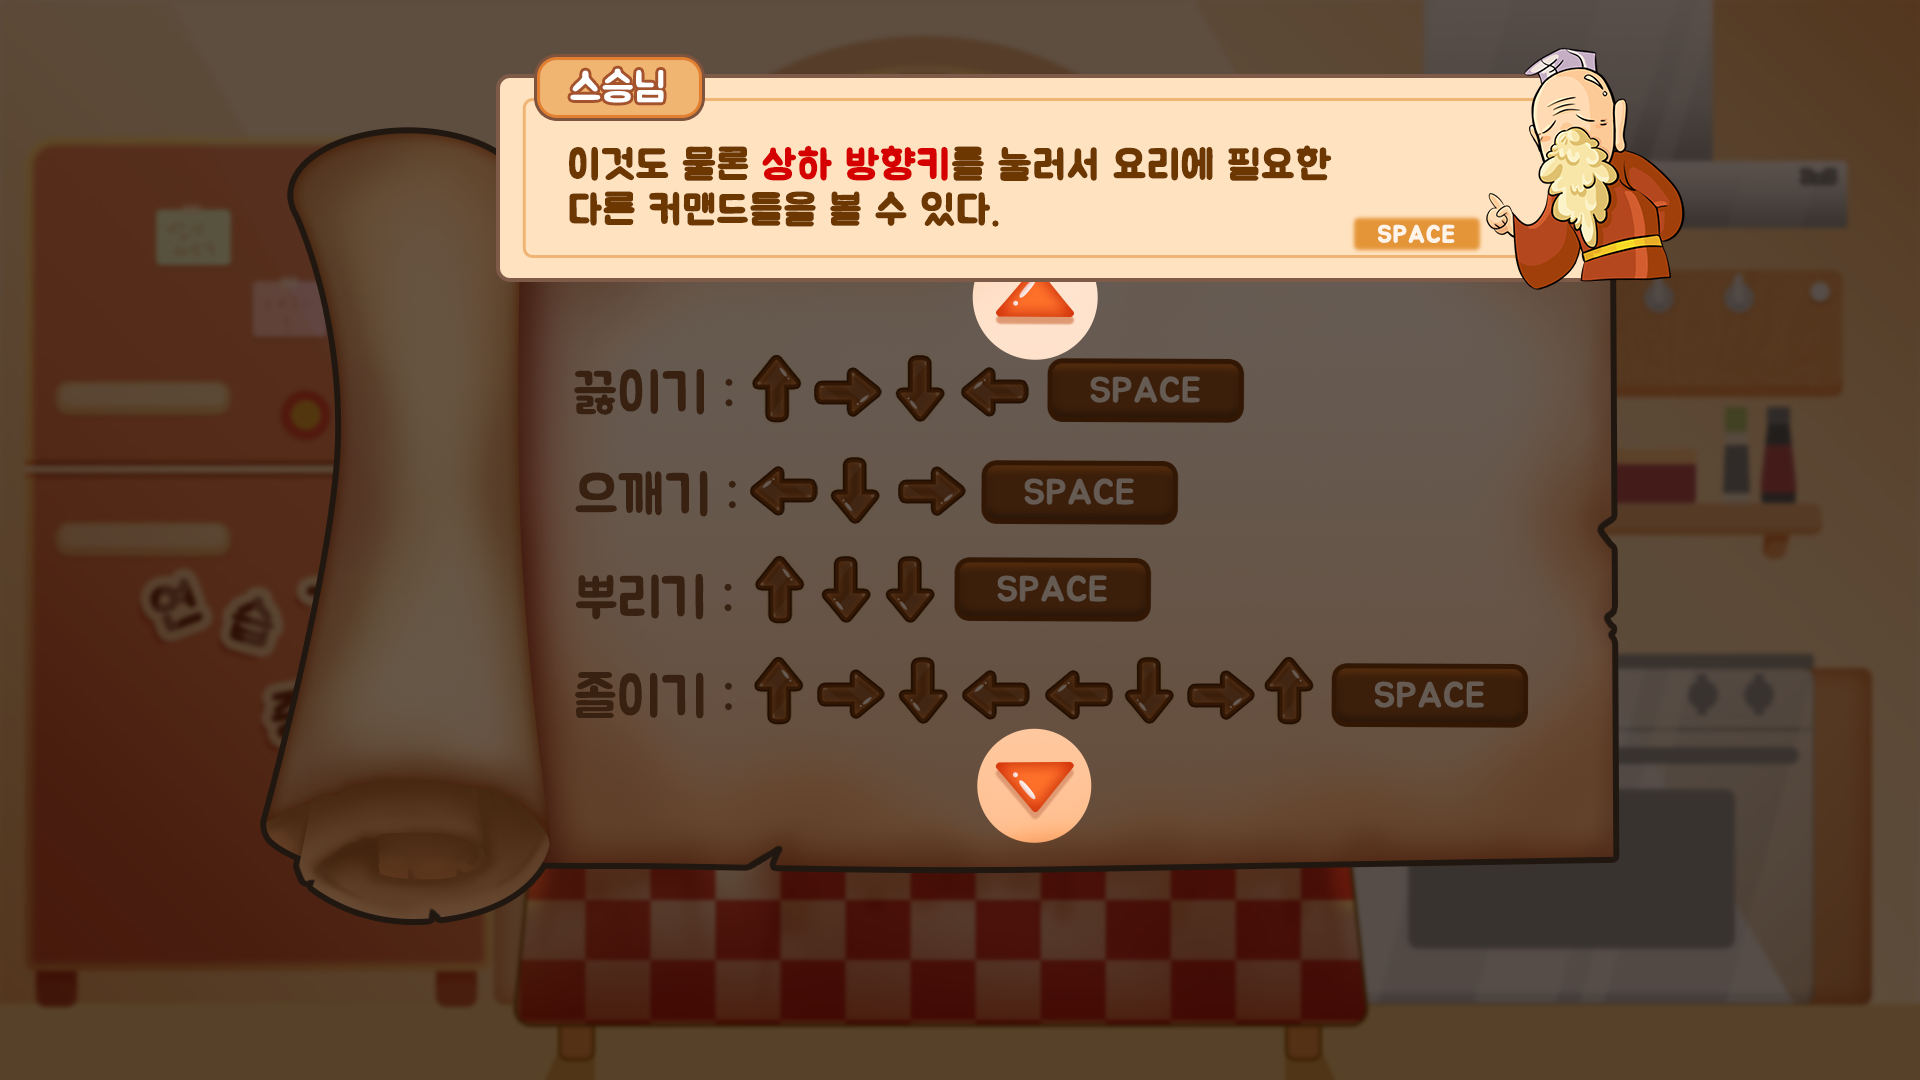 스승님
이것도 물론 상하 방향키를 눌러서 요리에 필요한
다른 커맨드들을 볼 수 있다.
SPACE
끓이기 : SPACE
으깨기 : SPACE
뿌리기 : SPACE
졸이기 : SPACE